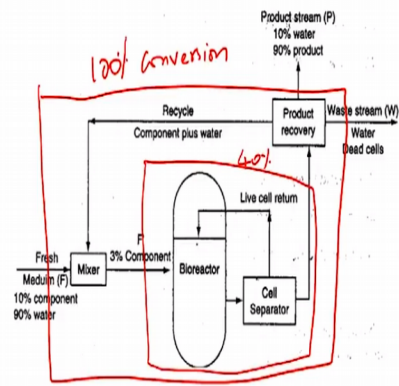 Product stream (P)
10% water
90% product
100% conversion
Recycle
Component plus water
Product
recovery
Waste stream (W)
Water
Dead cells
40%
Live cell return
F'
3% Component
Fresh
Meduim (F)
10% component
90% water
Mixer
Bioreactor
Cell
Separator